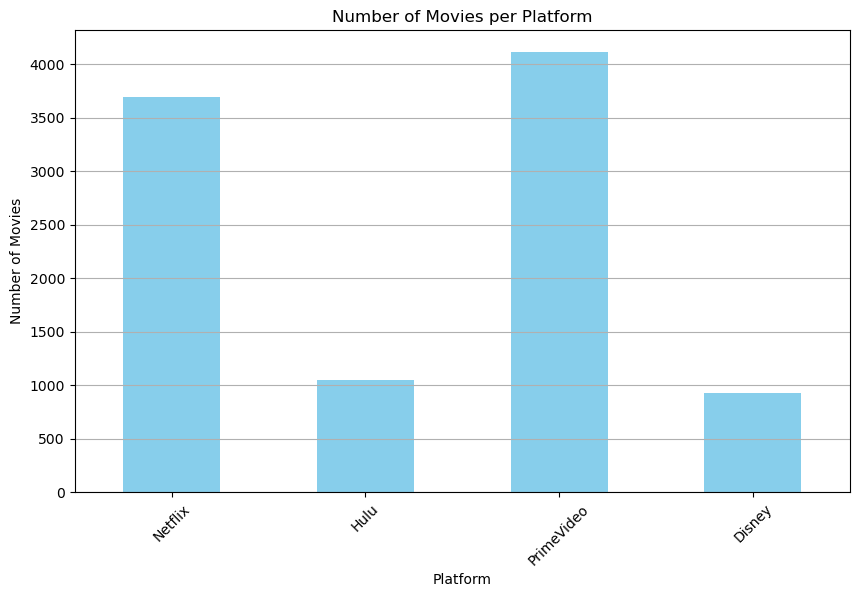 Number of Movies per Platform
Number of Movies
4000
3500
3000
2500
2000
1500
1000
500
0
Netflix
Hulu
PrimeVideo
Disney
Platform